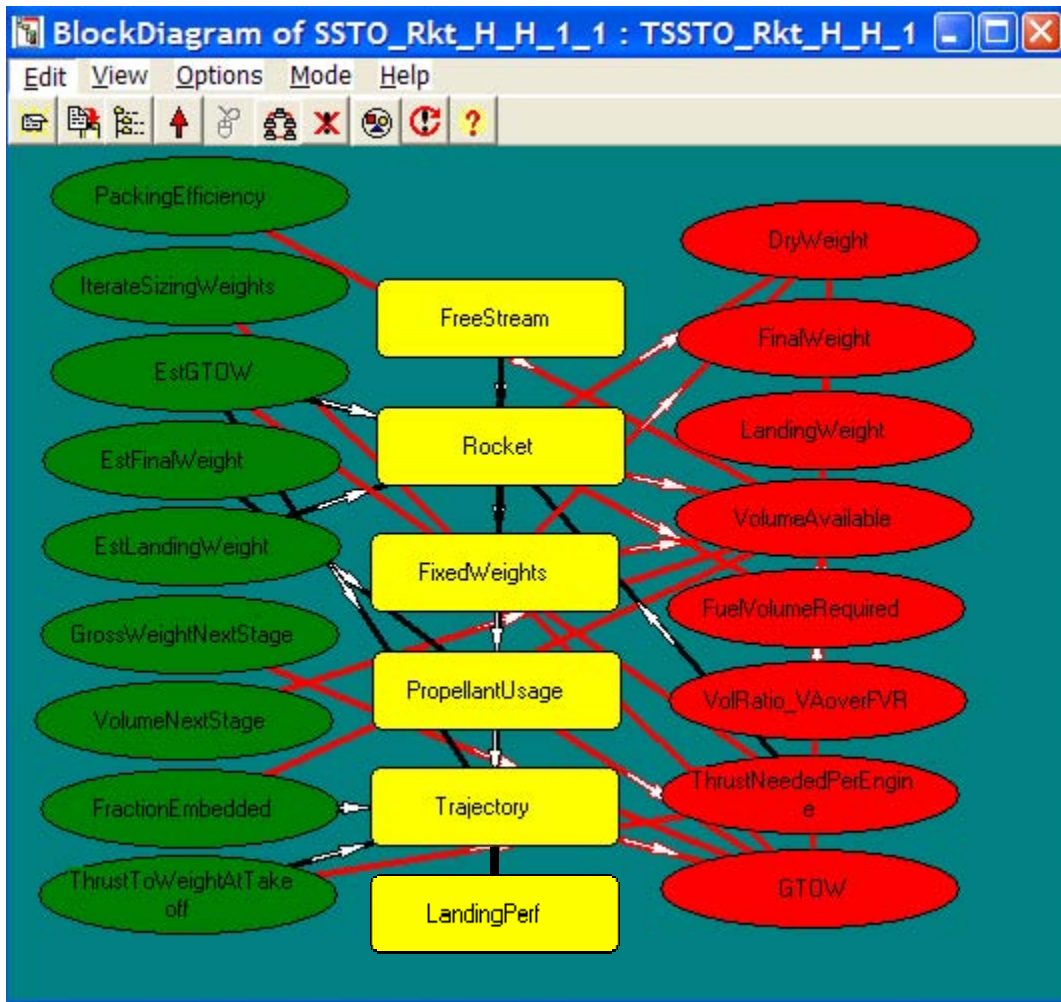 BlockDiagram of SSTO_Rkt_H_H_1_1 : TSSTO_Rkt_H_H_1
Edit View Options Mode Help
PackingEfficiency
IterateSizingWeights
EstGTOW
EstFinalWeight
EstLandingWeight
GrossWeightNextStage
VolumeNextStage
FractionEmbedded
ThrustToWeightAtTake
off
FreeStream
Rocket
FixedWeights
PropellantUsage
Trajectory
LandingPerf
DryWeight
FinalWeight
LandingWeight
VolumeAvailable
FuelVolumeRequired
VolRatio_VAoverFVR
ThrustNeededPerEngin
e
GTOW